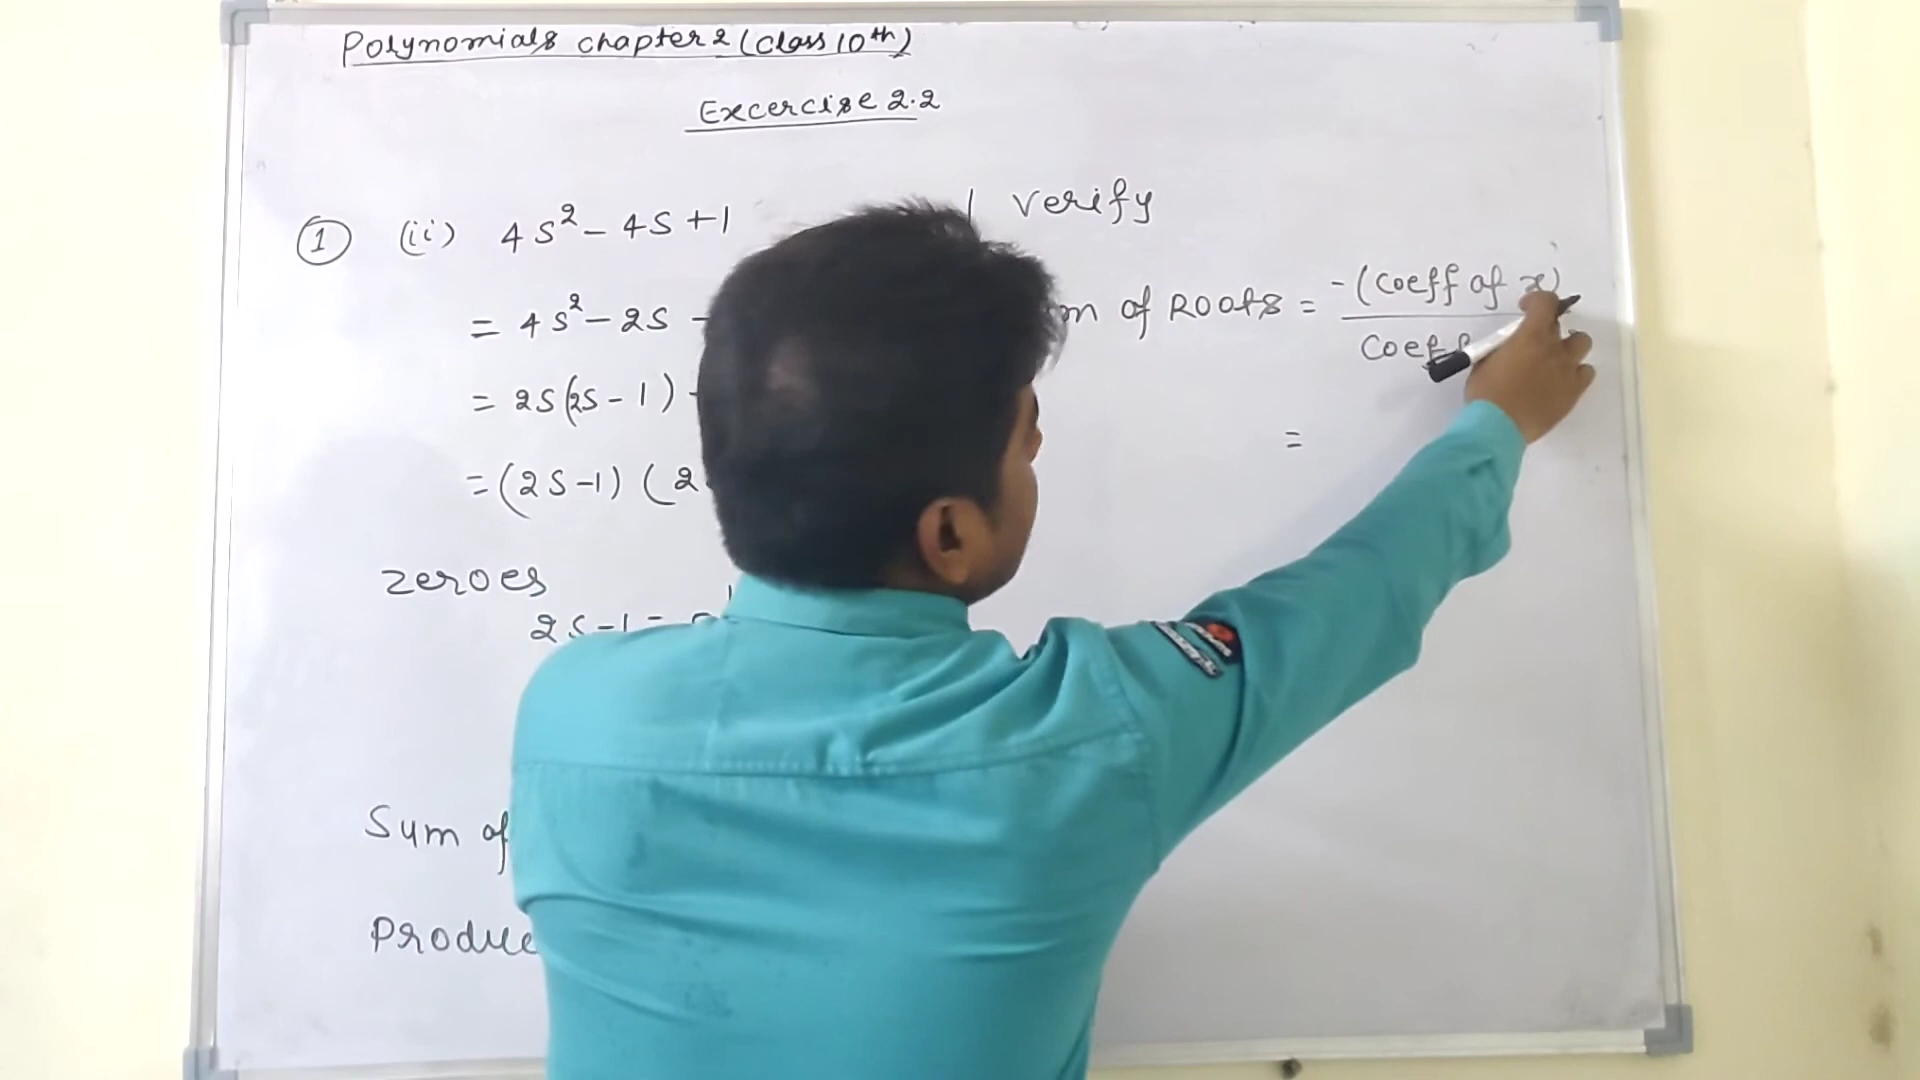 Polynomials chapter 2 (Class 10th)
Excercise 2.2
① (ii) 4s² - 4s + 1
= 4s² - 2s -
= 2s(2s - 1) -
= (2s - 1) (2
zeroes
2s - 1 =
Sum of
Produc
| verify
of Roots = -(coeff of x)
=